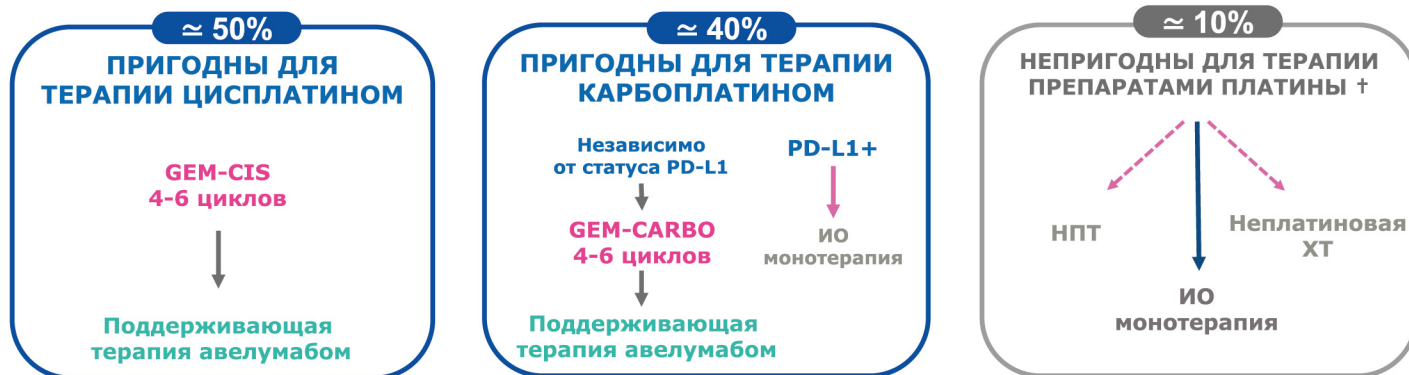 ≃ 50%
ПРИГОДНЫ ДЛЯ
ТЕРАПИИ ЦИСПЛАТИНОМ
GEM-CIS
4-6 циклов
Поддерживающая
терапия авелумабом
≃ 40%
ПРИГОДНЫ ДЛЯ ТЕРАПИИ
КАРБОПЛАТИНОМ
Независимо
от статуса PD-L1
GEM-CARBO
4-6 циклов
Поддерживающая
терапия авелумабом
PD-L1+
ИО
монотерапия
≃ 10%
НЕПРИГОДНЫ ДЛЯ ТЕРАПИИ
ПРЕПАРАТАМИ ПЛАТИНЫ †
НПТ
ИО
монотерапия
Неплатиновая
ХТ